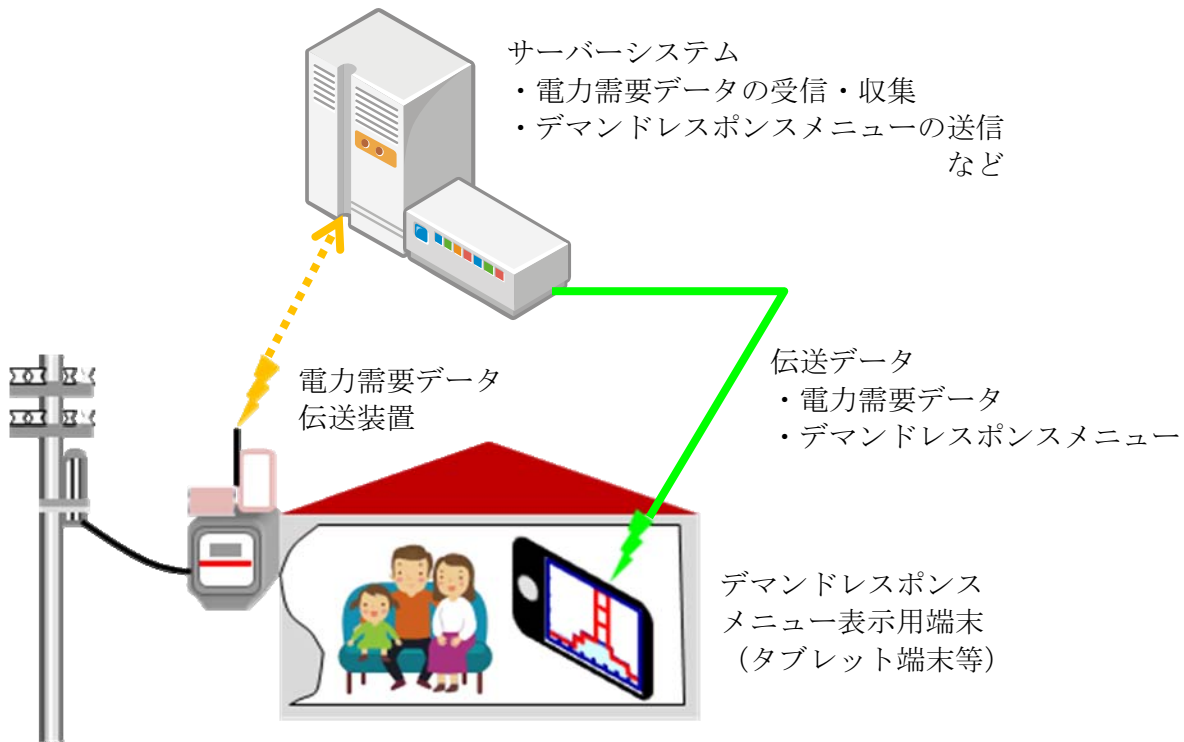 サーバーシステム
・電力需要データの受信・収集
・デマンドレスポンスメニューの送信
など
電力需要データ
伝送装置
伝送データ
・電力需要データ
・デマンドレスポンスメニュー
デマンドレスポンス
メニュー表示用端末
（タブレット端末等）